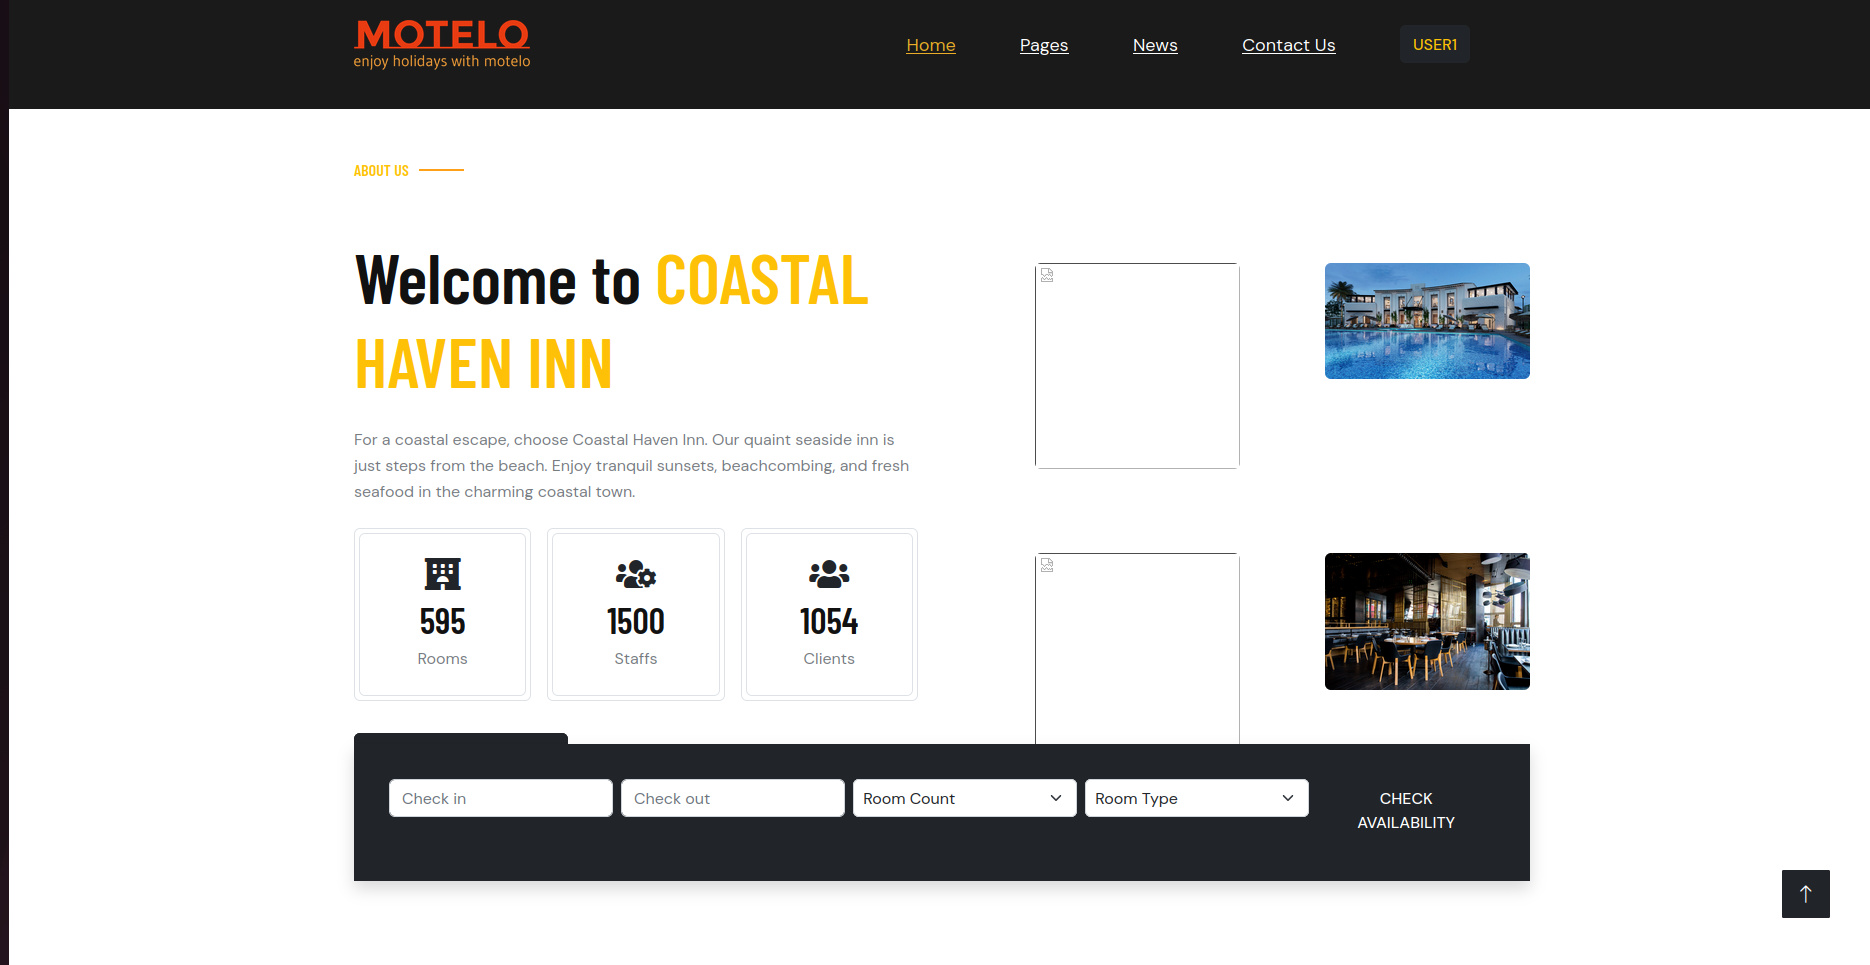 MOTELO
enjoy holidays with motelo
Home
Pages
News
Contact Us
USER1
ABOUT US
Welcome to COASTAL
HAVEN INN
For a coastal escape, choose Coastal Haven Inn. Our quaint seaside inn is
just steps from the beach. Enjoy tranquil sunsets, beachcombing, and fresh
seafood in the charming coastal town.
595
Rooms
1500
Staffs
1054
Clients
Check in
Check out
Room Count
Room Type
CHECK
AVAILABILITY